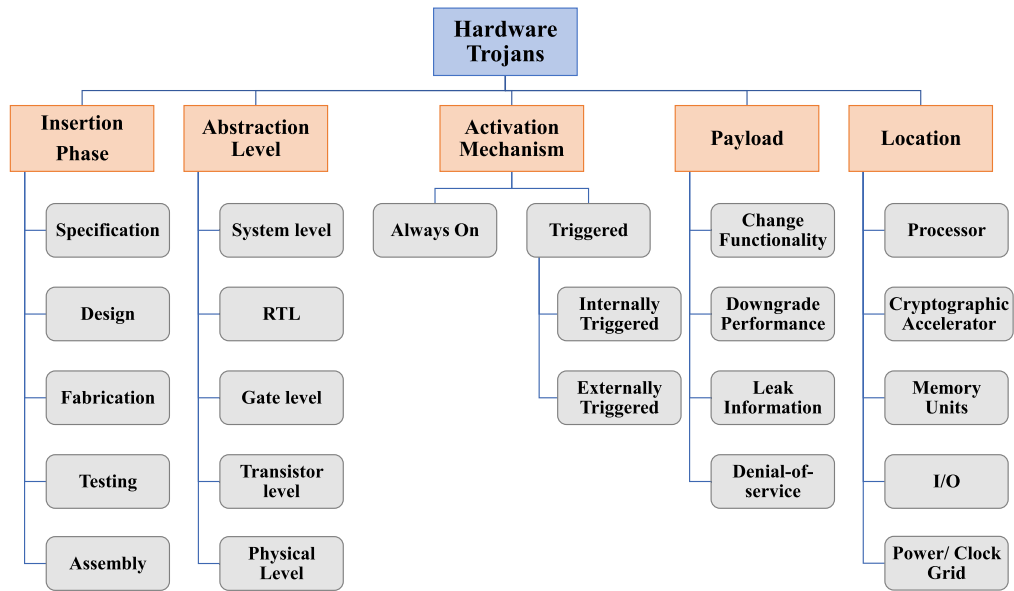 Hardware
Trojans
Insertion
Phase
Abstraction
Level
Activation
Mechanism
Payload
Location
Specification
Design
Fabrication
Testing
Assembly
System level
RTL
Gate level
Transistor
level
Physical
Level
Always On
Triggered
Internally
Triggered
Externally
Triggered
Change
Functionality
Downgrade
Performance
Leak
Information
Denial-of-
service
Processor
Cryptographic
Accelerator
Memory
Units
I/O
Power/ Clock
Grid